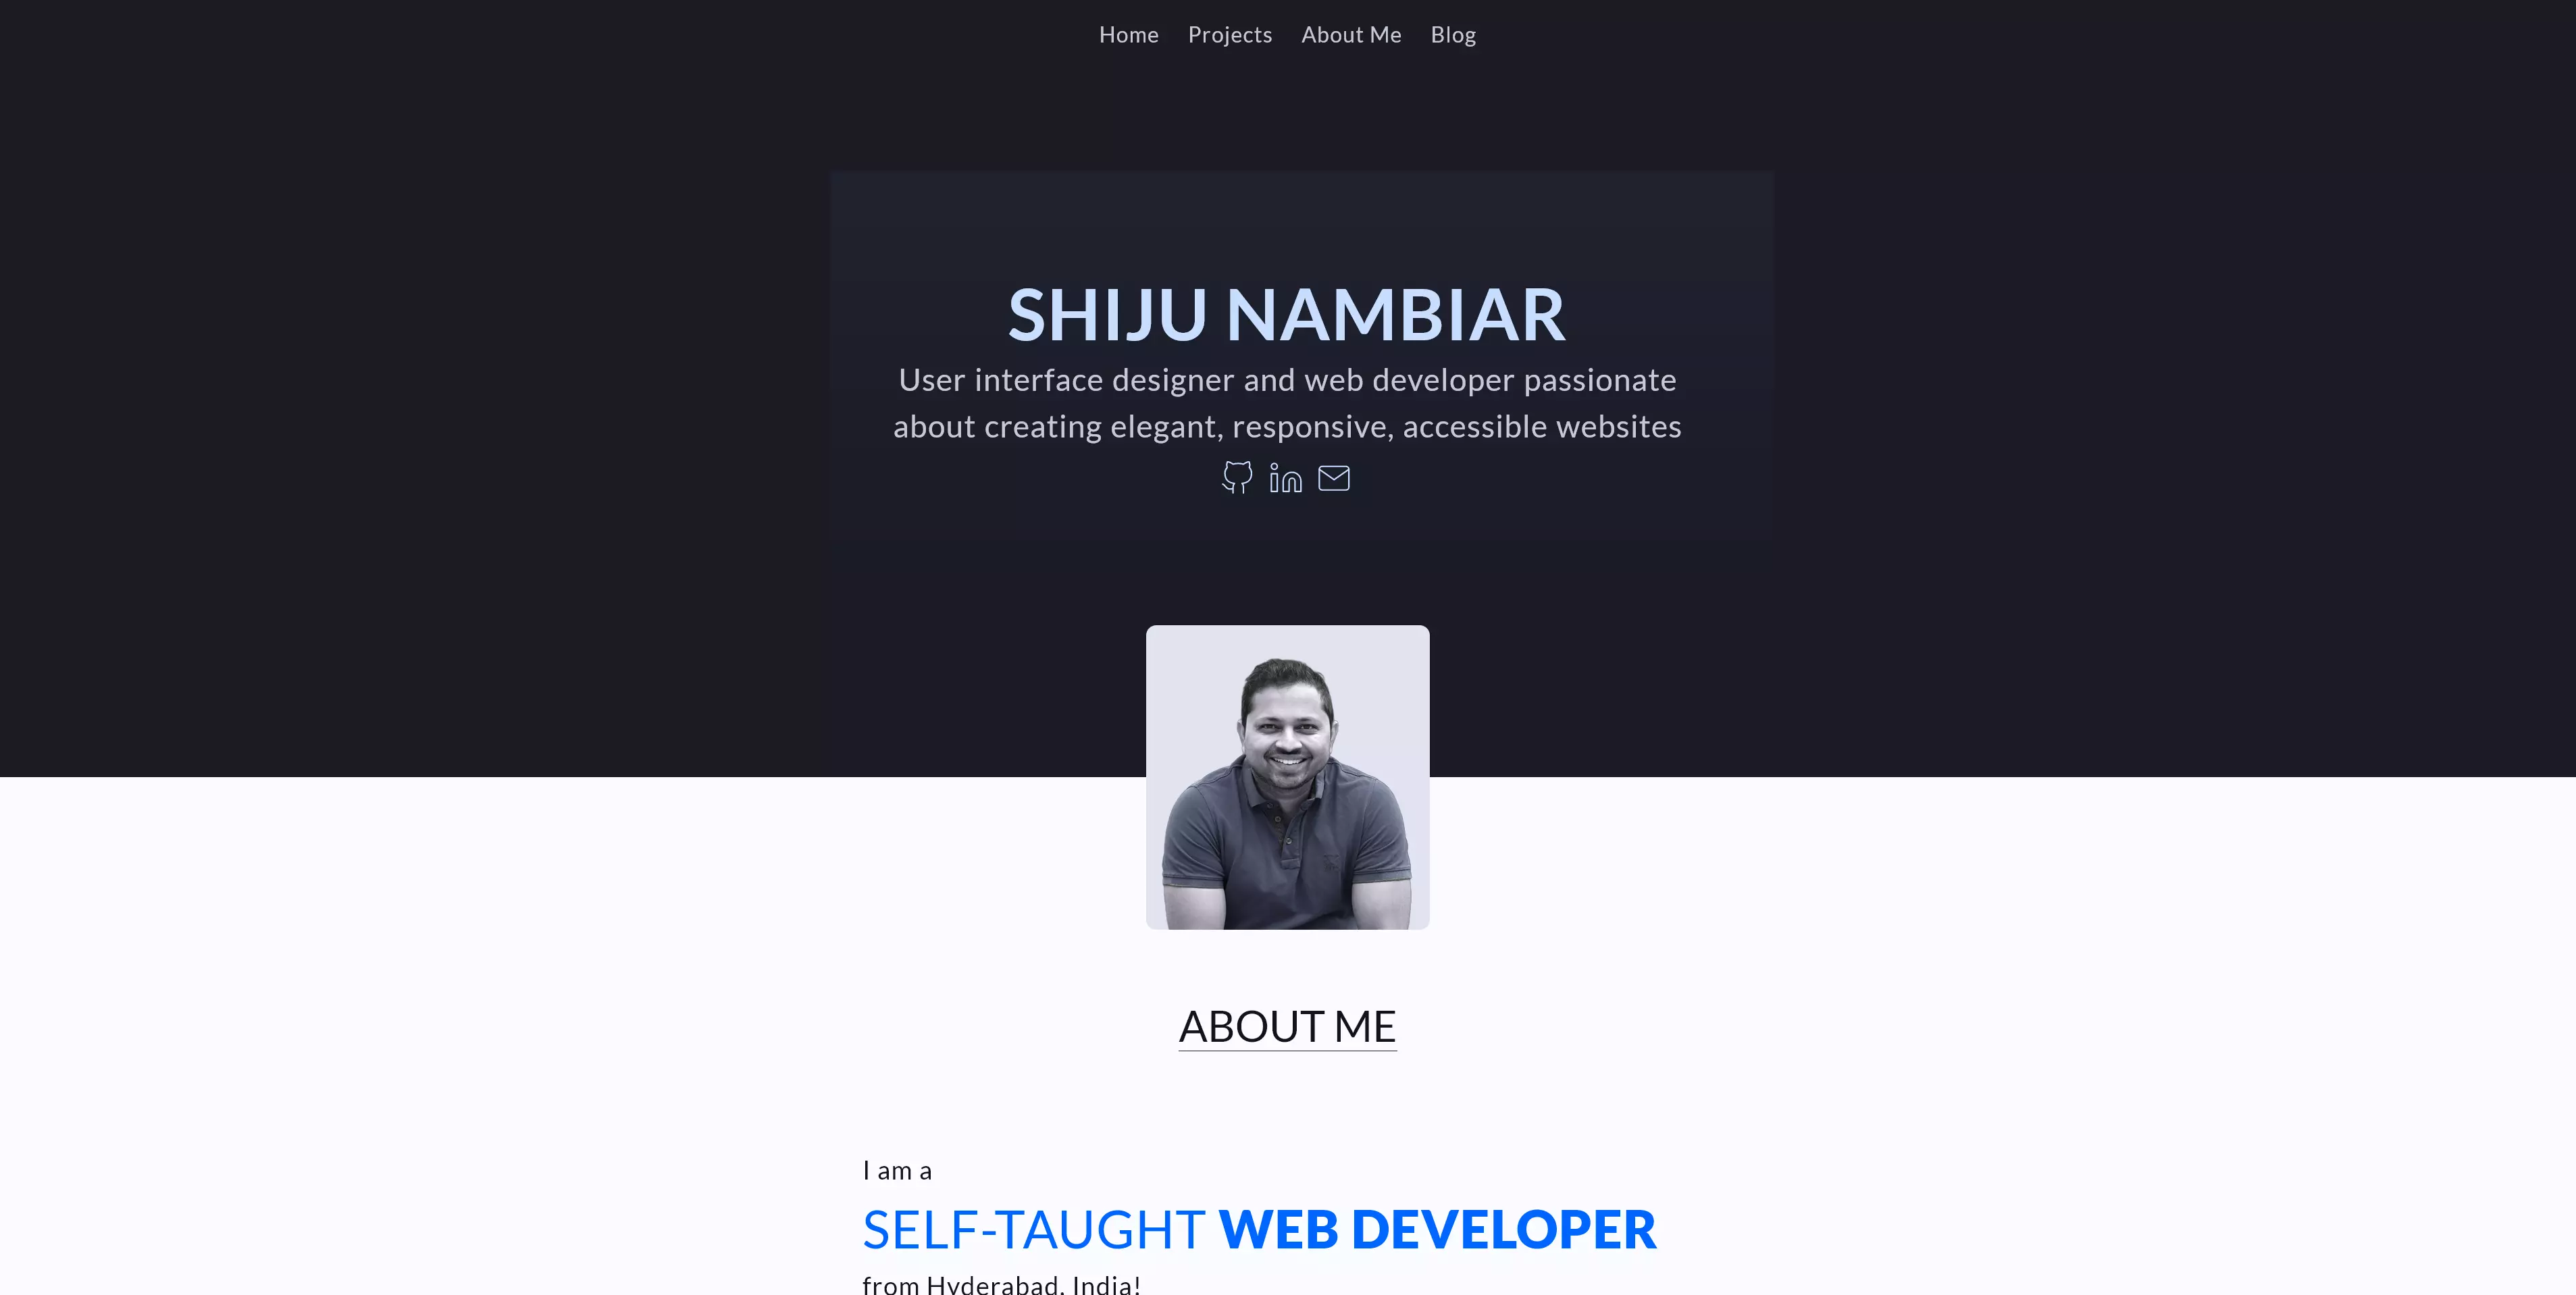 Home Projects About Me Blog
SHIJU NAMBIAR
User interface designer and web developer passionate
about creating elegant, responsive, accessible websites
ABOUT ME
I am a
SELF-TAUGHT WEB DEVELOPER
from Hyderabad, India!